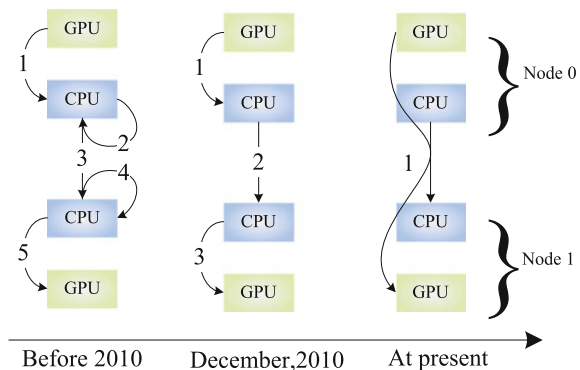 GPU GPU GPU
1 1 Node 0
CPU CPU CPU
2
3 2 1
4
CPU CPU CPU
5 3 Node 1
GPU GPU GPU
Before 2010 December,2010 At present